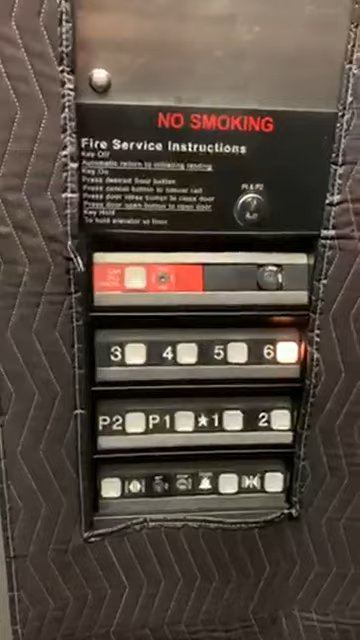 NO SMOKING
Fire Service Instructions
Key Off
Automatic return to initiating landing
Key On
Press desired floor button
Press cancel button to cancel call
Press door close button to close door
Press door open button to open door
Key Hold
To hold elevator at floor
P1 & P2
3 4 5 6
P2 P1 ★1 2